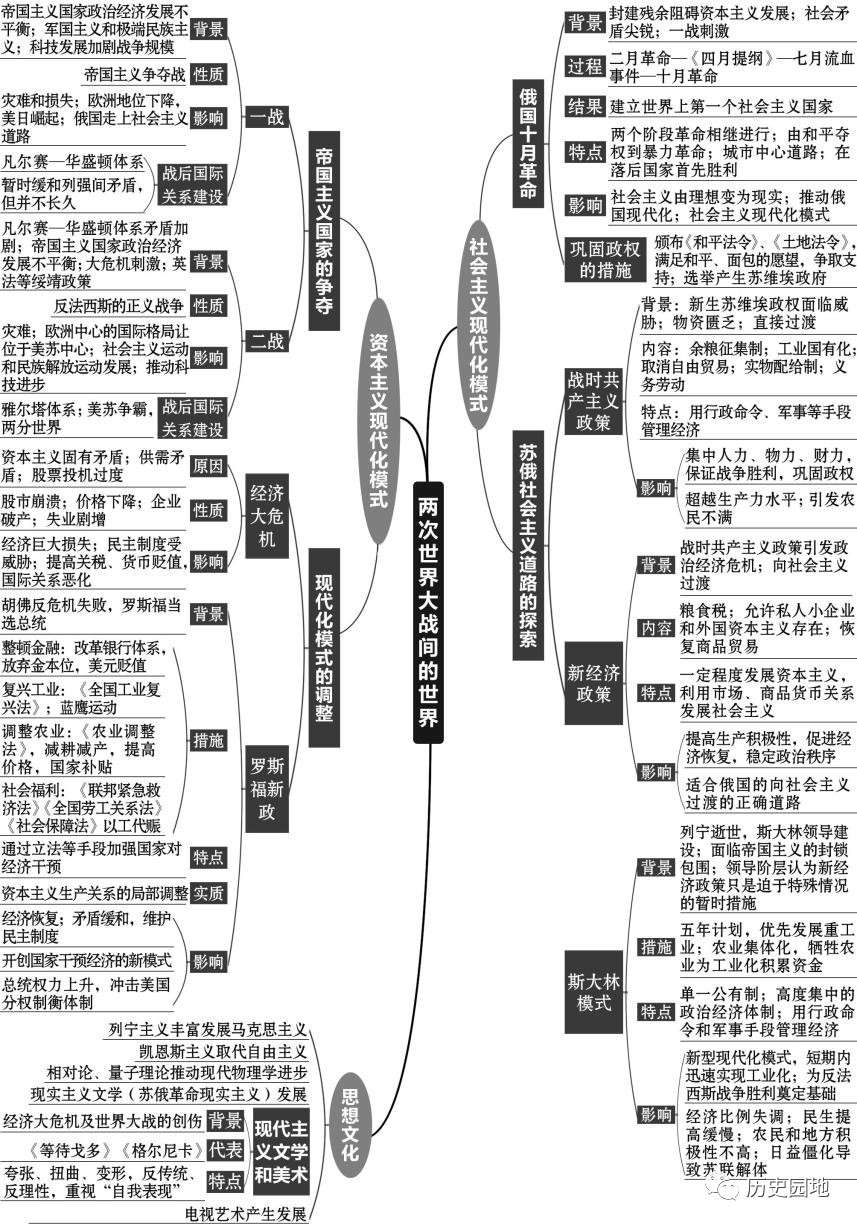 两次世界大战间的世界
资本主义现代化模式
帝国主义国家的争夺
一战
背景
帝国主义国家政治经济发展不
平衡；军国主义和极端民族主
义；科技发展加剧战争规模
性质
帝国主义争夺战
影响
灾难和损失；欧洲地位下降，
美日崛起；俄国走上社会主义
道路
战后国际
关系建设
凡尔赛—华盛顿体系
暂时缓和列强间矛盾，
但并不长久
二战
背景
凡尔赛—华盛顿体系矛盾加
剧；帝国主义国家政治经济
发展不平衡；大危机刺激；英
法等绥靖政策
性质
反法西斯的正义战争
影响
灾难；欧洲中心的国际格局让
位于美苏中心；社会主义运动
和民族解放运动发展；推动科
技进步
战后国际
关系建设
雅尔塔体系；美苏争霸，
两分世界
现代化模式的调整
经济
大危
机
原因
资本主义固有矛盾；供需矛
盾；股票投机过度
性质
股市崩溃；价格下降；企业
破产；失业剧增
影响
经济巨大损失；民主制度受
威胁；提高关税、货币贬值，
国际关系恶化
罗斯
福新
政
背景
胡佛反危机失败，罗斯福当
选总统
措施
整顿金融：改革银行体系，
放弃金本位，美元贬值
复兴工业：《全国工业复
兴法》；蓝鹰运动
调整农业：《农业调整
法》，减耕减产，提高
价格，国家补贴
社会福利：《联邦紧急救
济法》《全国劳工关系法》
《社会保障法》以工代赈
特点
通过立法等手段加强国家对
经济干预
实质
资本主义生产关系的局部调整
影响
经济恢复；矛盾缓和，维护
民主制度
开创国家干预经济的新模式
总统权力上升，冲击美国
分权制衡体制
思想文化
列宁主义丰富发展马克思主义
凯恩斯主义取代自由主义
相对论、量子理论推动现代物理学进步
现实主义文学（苏俄革命现实主义）发展
现代主
义文学
和美术
背景
经济大危机及世界大战的创伤
代表
《等待戈多》《格尔尼卡》
特点
夸张、扭曲、变形，反传统、
反理性，重视“自我表现”
电视艺术产生发展
社会主义现代化模式
俄国十月革命
背景
封建残余阻碍资本主义发展；社会矛
盾尖锐；一战刺激
过程
二月革命—《四月提纲》—七月流血
事件—十月革命
结果
建立世界上第一个社会主义国家
特点
两个阶段革命相继进行；由和平夺
权到暴力革命；城市中心道路；在
落后国家首先胜利
影响
社会主义由理想变为现实；推动俄
国现代化；社会主义现代化模式
巩固政权
的措施
颁布《和平法令》、《土地法令》，
满足和平、面包的愿望，争取支
持；选举产生苏维埃政府
苏俄社会主义道路的探索
战时共
产主义
政策
背景：新生苏维埃政权面临威
胁；物资匮乏；直接过渡
内容：余粮征集制；工业国有化；
取消自由贸易；实物配给制；义
务劳动
特点：用行政命令、军事等手段
管理经济
影响
集中人力、物力、财力，
保证战争胜利，巩固政权
超越生产力水平；引发农
民不满
新经济
政策
背景
战时共产主义政策引发政
治经济危机；向社会主义
过渡
内容
粮食税；允许私人小企业
和外国资本主义存在；恢
复商品贸易
特点
一定程度发展资本主义，
利用市场、商品货币关系
发展社会主义
影响
提高生产积极性，促进经
济恢复，稳定政治秩序
适合俄国的向社会主义
过渡的正确道路
斯大林
模式
背景
列宁逝世，斯大林领导建
设；面临帝国主义的封锁
包围；领导阶层认为新经
济政策只是迫于特殊情况
的暂时措施
措施
五年计划，优先发展重工
业；农业集体化，牺牲农
业为工业化积累资金
特点
单一公有制；高度集中的
政治经济体制；用行政命
令和军事手段管理经济
影响
新型现代化模式，短期内
迅速实现工业化；为反法
西斯战争胜利奠定基础
经济比例失调；民生提
高缓慢；农民和地方积
极性不高；日益僵化导
致苏联解体
历史园地